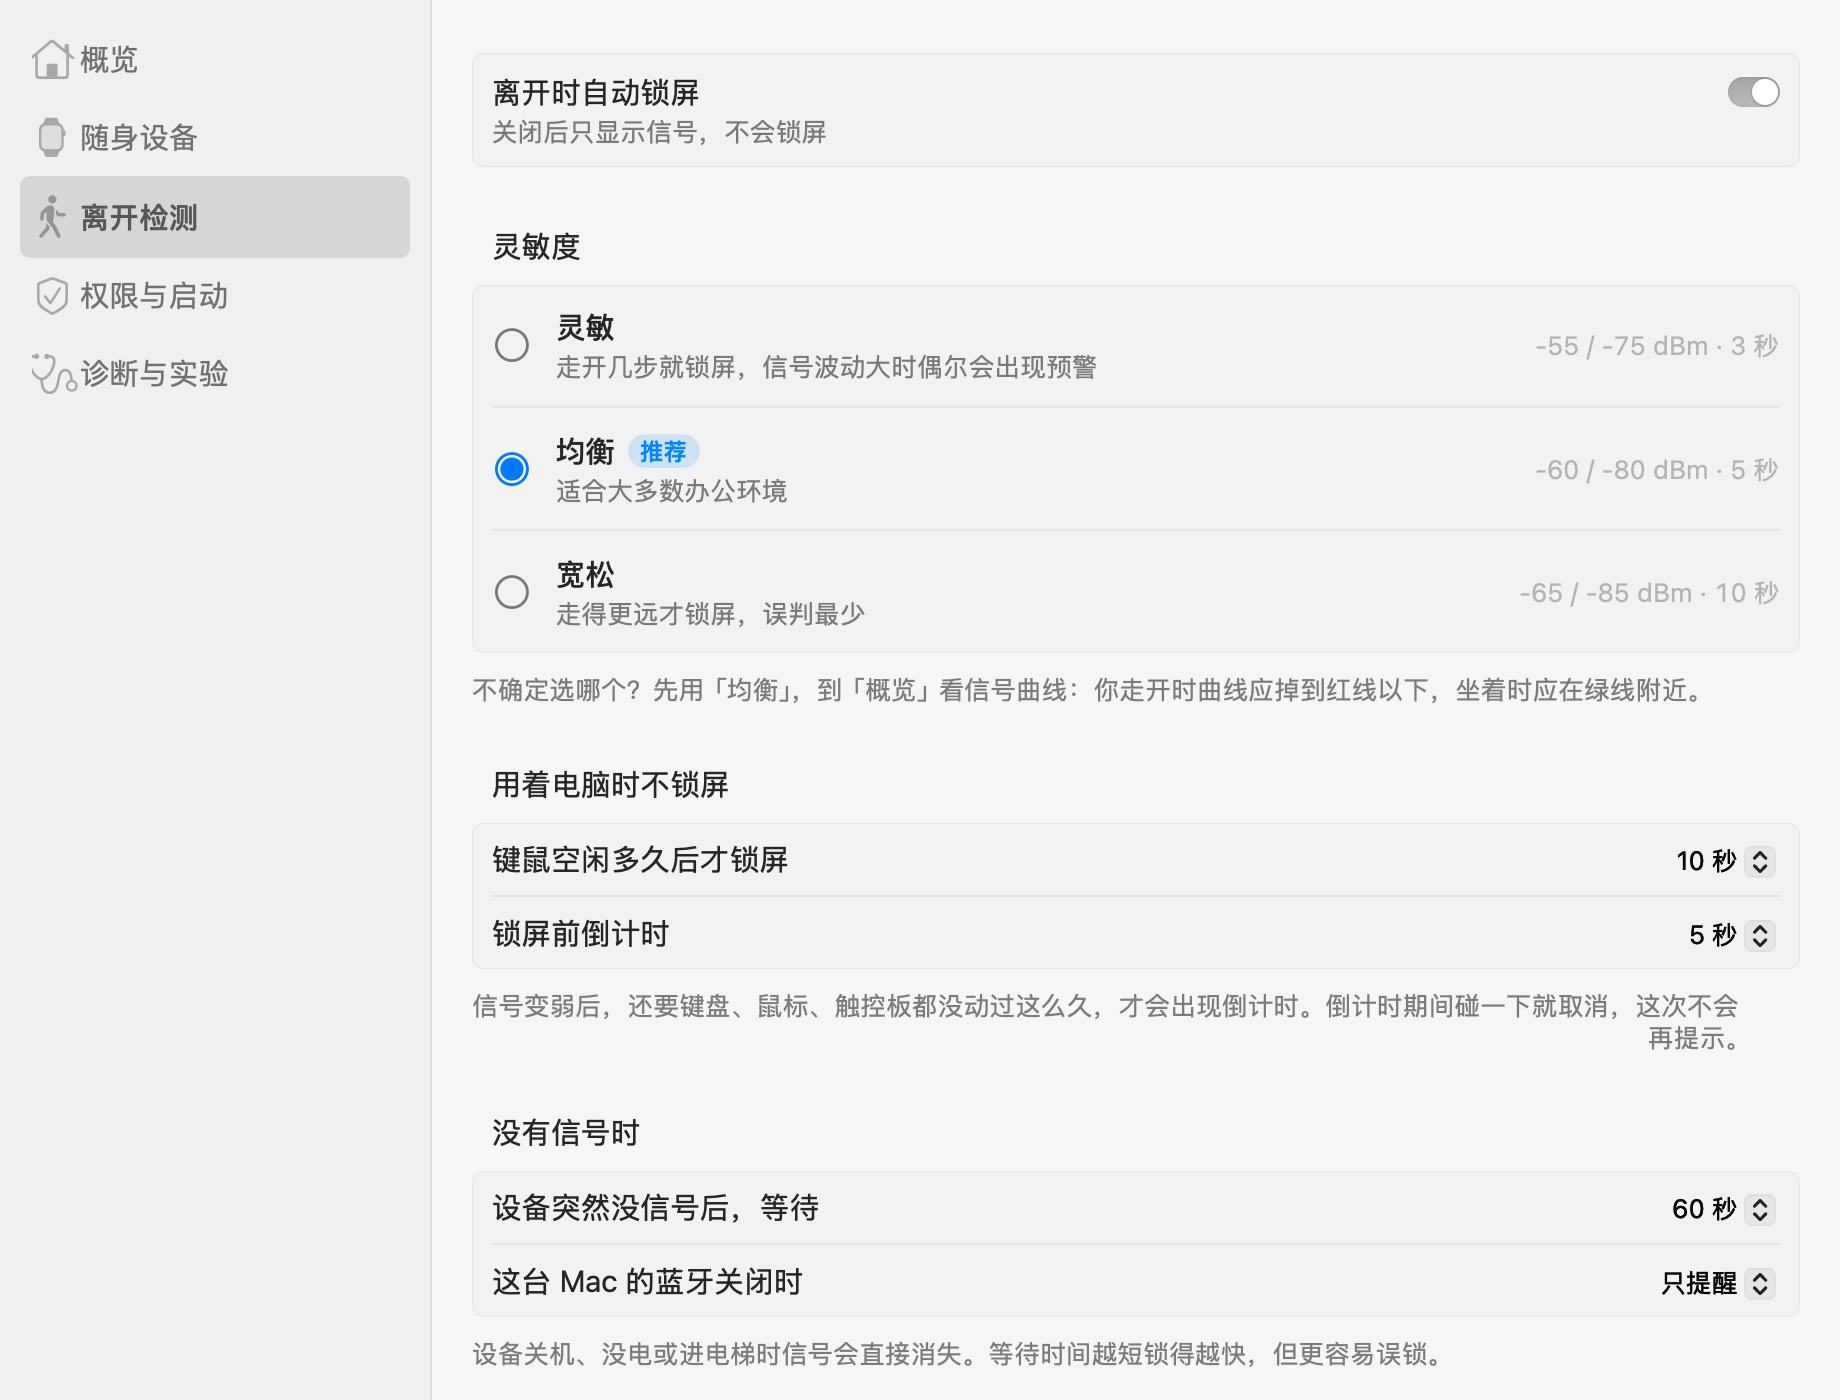 概览
随身设备
离开检测
权限与启动
诊断与实验
离开时自动锁屏
关闭后只显示信号，不会锁屏
灵敏度
灵敏
走开几步就锁屏，信号波动大时偶尔会出现预警
-55 / -75 dBm · 3 秒
均衡 推荐
适合大多数办公环境
-60 / -80 dBm · 5 秒
宽松
走得更远才锁屏，误判最少
-65 / -85 dBm · 10 秒
不确定选哪个？先用「均衡」，到「概览」看信号曲线：你走开时曲线应掉到红线以下，坐着时应在绿线附近。
用着电脑时不锁屏
键鼠空闲多久后才锁屏 10 秒
锁屏前倒计时 5 秒
信号变弱后，还要键盘、鼠标、触控板都没动过这么久，才会出现倒计时。倒计时期间碰一下就取消，这次不会
再提示。
没有信号时
设备突然没信号后，等待 60 秒
这台 Mac 的蓝牙关闭时 只提醒
设备关机、没电或进电梯时信号会直接消失。等待时间越短锁得越快，但更容易误锁。